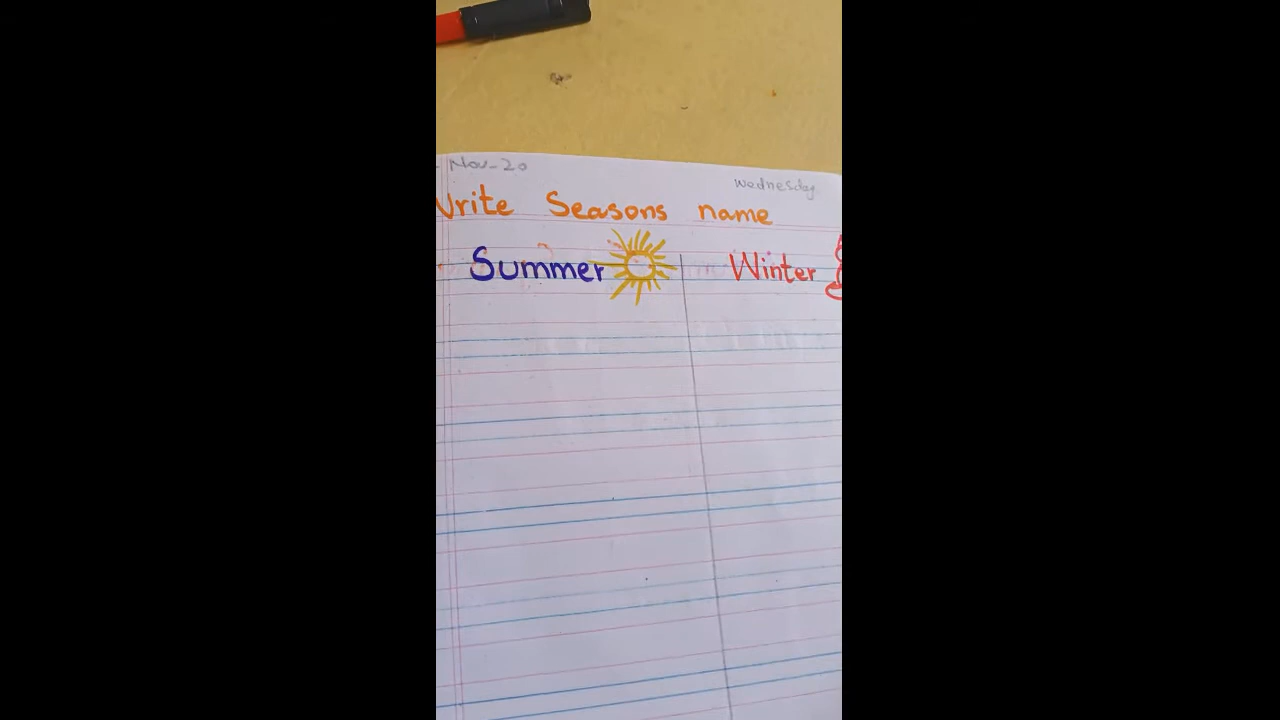 - Nov-20
Wednesday
Write Seasons name
Summer
Winter